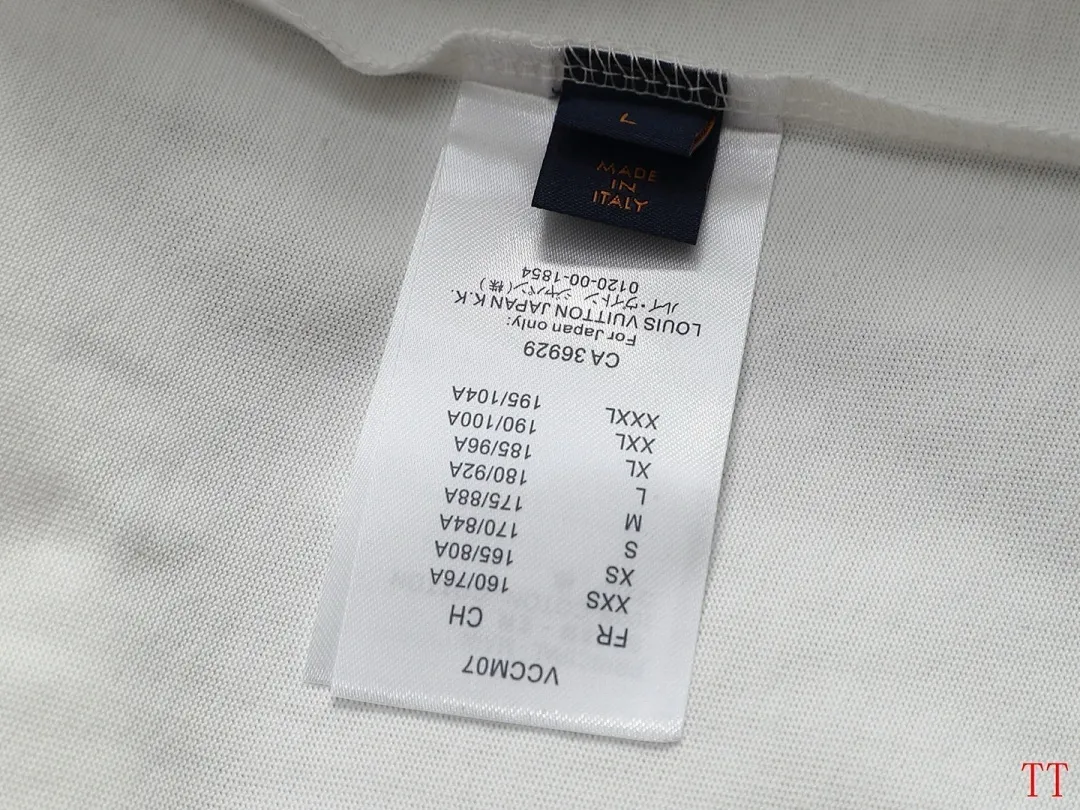 L
MADE
IN
ITALY
VCCM07
FR CH
XXS 160/76A
XS 165/80A
S 170/84A
M 175/88A
L 180/92A
XL 185/96A
XXL 190/100A
XXXL 195/104A
CA 36929
For Japan only:
LOUIS VUITTON JAPAN K.K.
ルイ・ヴィトン ジャパン(株)
0120-00-1854
TT